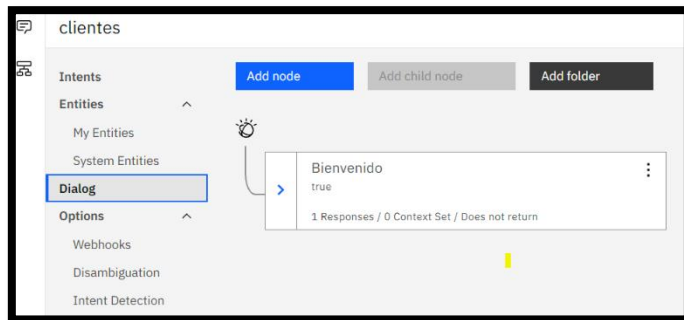 clientes
Intents
Entities
My Entities
System Entities
Dialog
Options
Webhooks
Disambiguation
Intent Detection
Add node
Add child node
Add folder
Bienvenido
true
1 Responses / 0 Context Set / Does not return